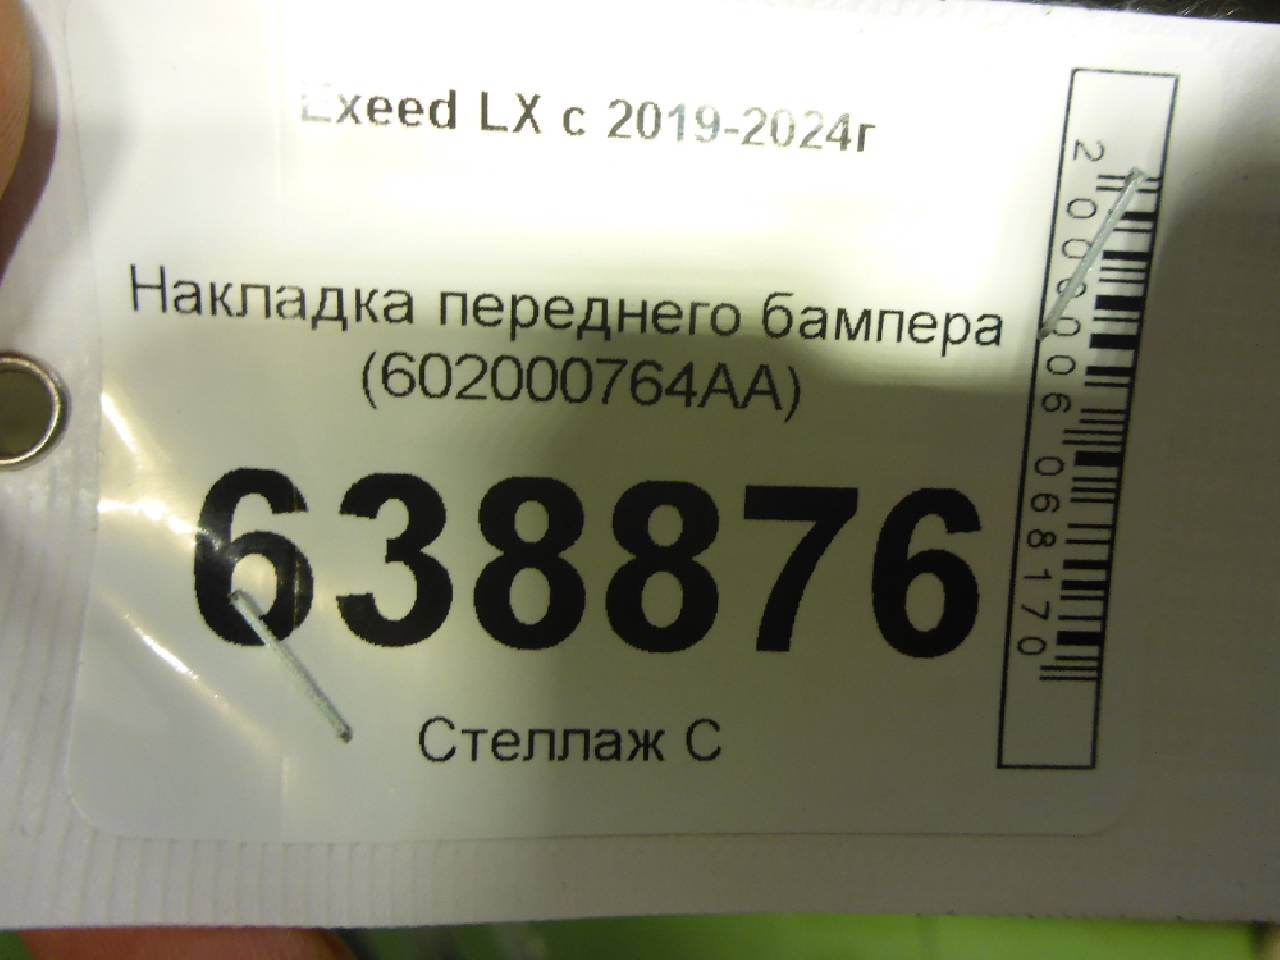 Exeed LX с 2019-2024г
Накладка переднего бампера
(602000764AA)
638876
Стеллаж С
2000006068170